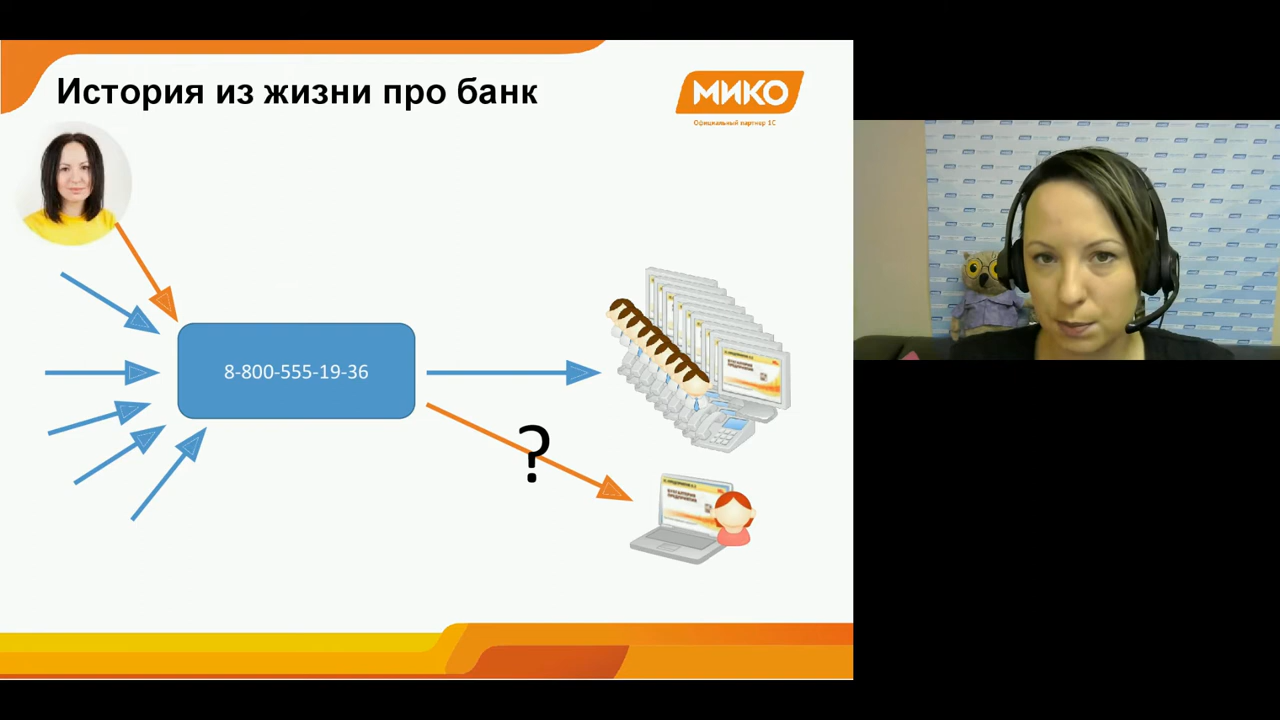 История из жизни про банк
МИКО
Официальный партнер 1С
8-800-555-19-36
?